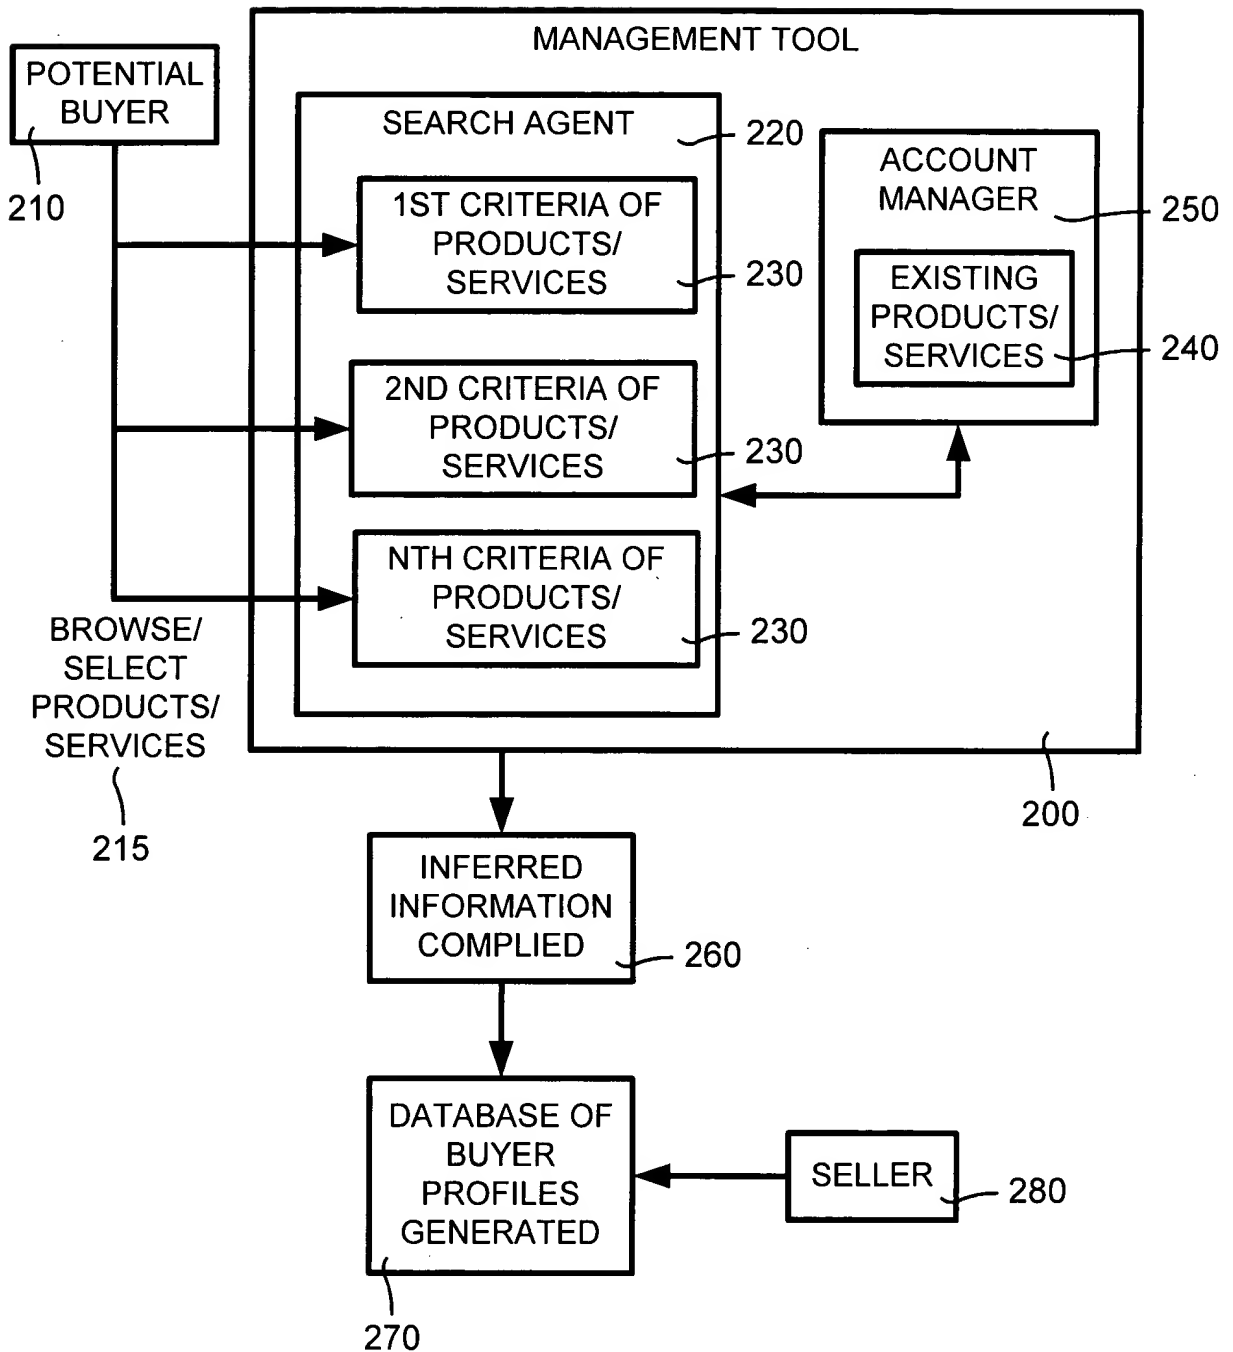 MANAGEMENT TOOL
POTENTIAL
BUYER
210
SEARCH AGENT
220
1ST CRITERIA OF
PRODUCTS/
SERVICES
230
2ND CRITERIA OF
PRODUCTS/
SERVICES
230
NTH CRITERIA OF
PRODUCTS/
SERVICES
230
ACCOUNT
MANAGER
250
EXISTING
PRODUCTS/
SERVICES
240
BROWSE/
SELECT
PRODUCTS/
SERVICES
215
200
INFERRED
INFORMATION
COMPLIED
260
DATABASE OF
BUYER
PROFILES
GENERATED
270
SELLER
280